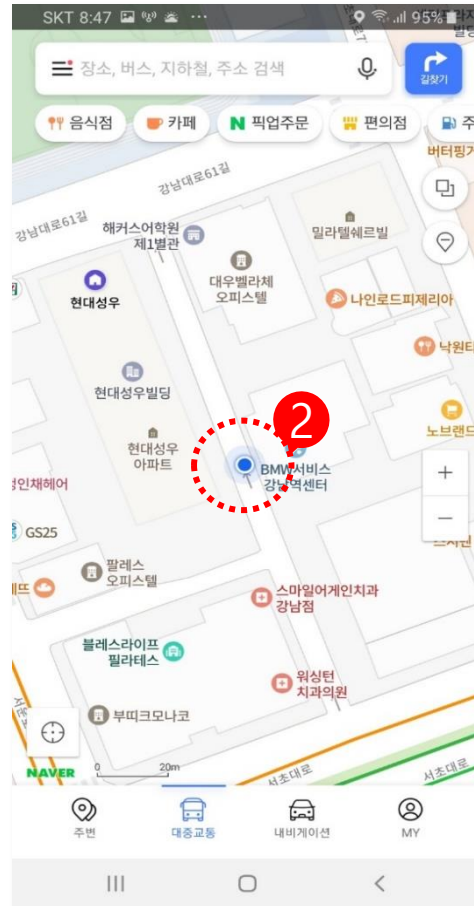 SKT 8:47
95%
장소, 버스, 지하철, 주소 검색
길찾기
음식점
카페
N 픽업주문
편의점
주
버터핑거
강남대로61길
강남대로61길
해커스어학원
제1별관
밀라텔쉐르빌
대우벨라체
오피스텔
현대성우
나인로드피제리아
낙원타
현대성우빌딩
노브랜드
2
현대성우
아파트
BMW서비스
강남역센터
GS25
팔레스
오피스텔
스마일어게인치과
강남점
블레스라이프
필라테스
워싱턴
치과의원
부띠크모나코
NAVER
0
20m
서초대로
서초대로
주변
대중교통
내비게이션
MY